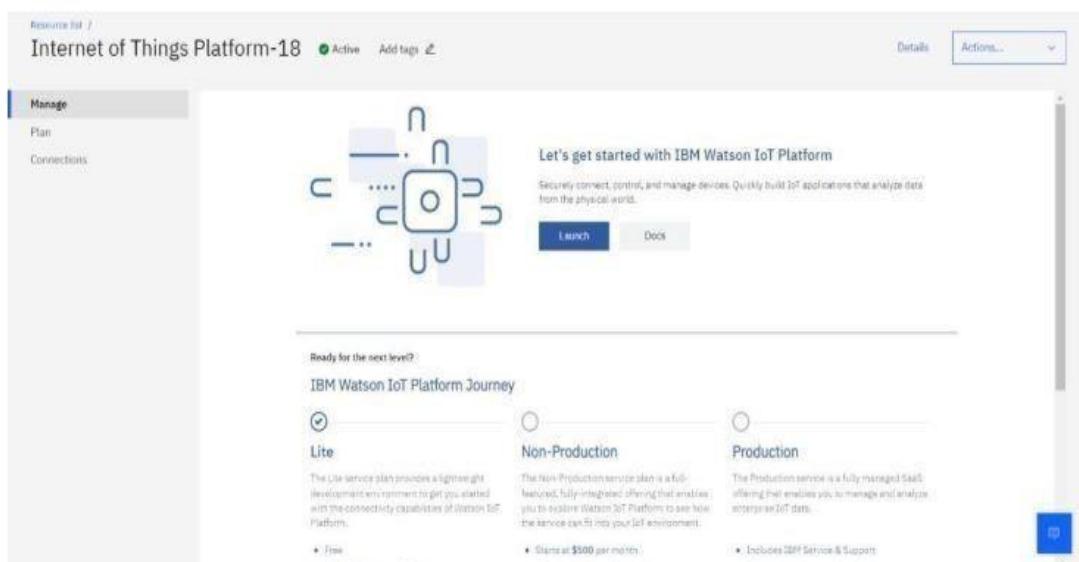 Resource list /
Internet of Things Platform-18 Active Add tags
Details
Actions...
Manage
Plan
Connections
Let's get started with IBM Watson IoT Platform
Securely connect, control, and manage devices. Quickly build IoT applications that analyze data
from the physical world.
Launch
Docs
Ready for the next level?
IBM Watson IoT Platform Journey
Lite
The Lite service plan provides a lightweight
development environment to get you started
with the connectivity capabilities of Watson IoT
Platform.
• Free
Non-Production
The Non-Production service plan is a full-
featured, fully-integrated offering that enables
you to explore Watson IoT Platform to see how
the service can fit into your IoT environment.
• Starts at $500 per month
Production
The Production service is a fully managed SaaS
offering that enables you to manage and analyze
enterprise IoT data.
• Includes IBM Service & Support